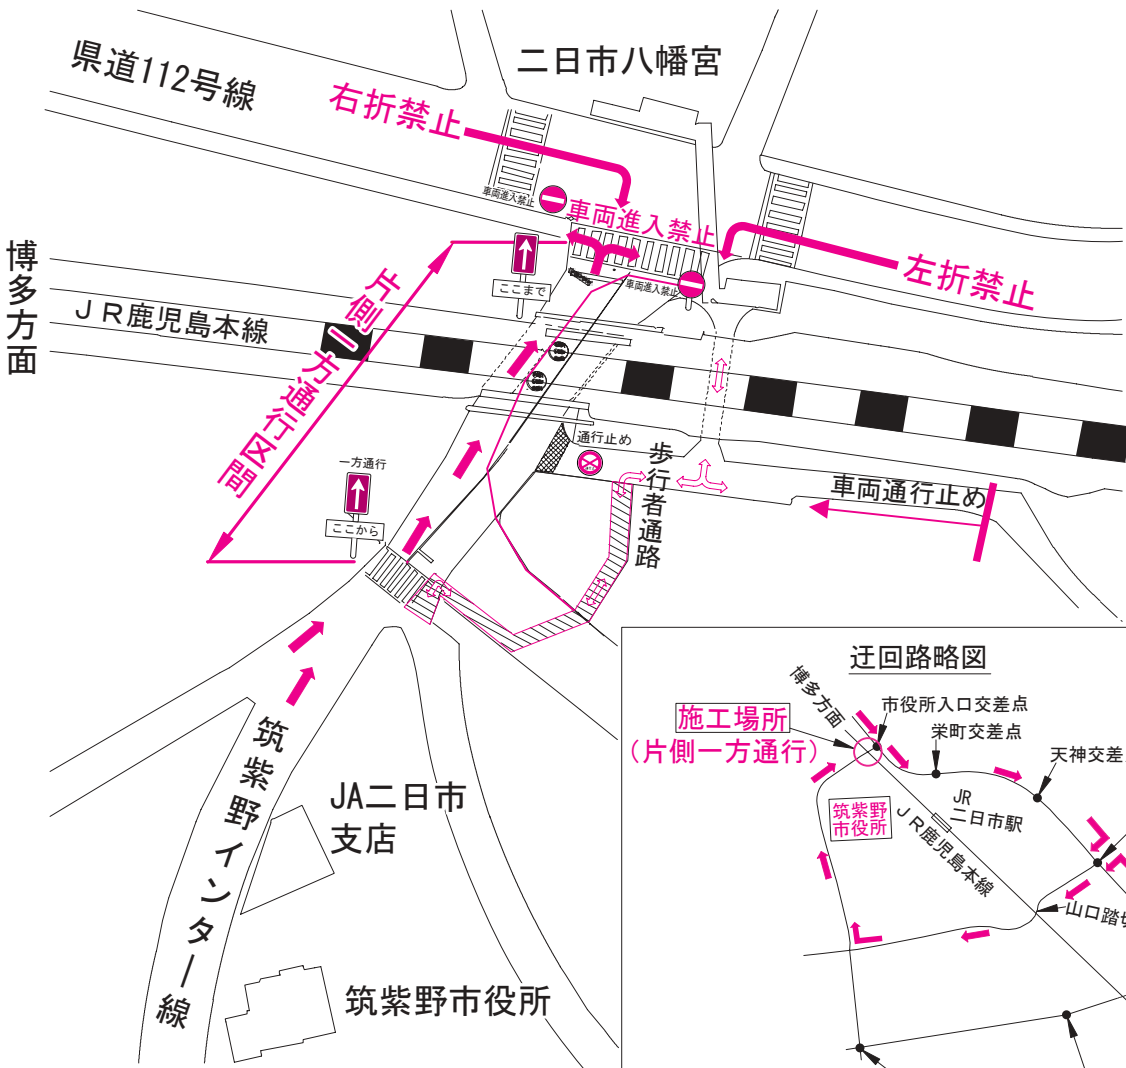 二日市八幡宮
県道112号線
右折禁止
車両進入禁止
車両進入禁止
左折禁止
博多方面
ここまで
車両進入禁止
JR鹿児島本線
片側一方通行区間
通行止め
一方通行
歩行者通路
車両通行止め
ここから
迂回路略図
博多方面
市役所入口交差点
施工場所
栄町交差点
(片側一方通行)
天神交差
筑紫野インター線
JA二日市
支店
JR
二日市駅
筑紫野
市役所
JR鹿児島本線
山口踏切
筑紫野市役所